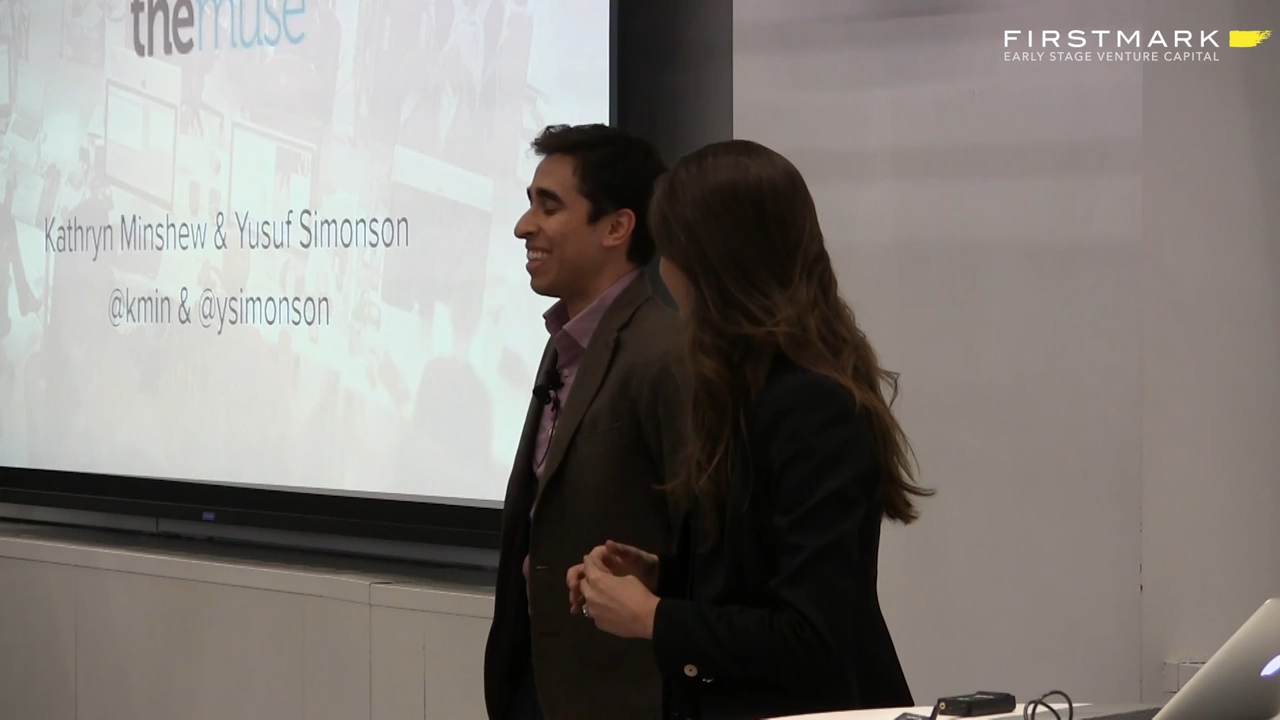 themuse
FIRSTMARK
EARLY STAGE VENTURE CAPITAL
Kathryn Minshew & Yusuf Simonson
@kmin & @ysimonson